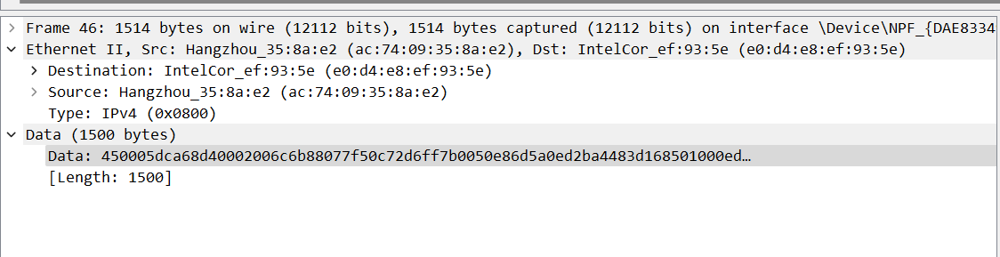 Frame 46: 1514 bytes on wire (12112 bits), 1514 bytes captured (12112 bits) on interface \Device\NPF_{DAE8334
Ethernet II, Src: Hangzhou_35:8a:e2 (ac:74:09:35:8a:e2), Dst: IntelCor_ef:93:5e (e0:d4:e8:ef:93:5e)
Destination: IntelCor_ef:93:5e (e0:d4:e8:ef:93:5e)
Source: Hangzhou_35:8a:e2 (ac:74:09:35:8a:e2)
Type: IPv4 (0x0800)
Data (1500 bytes)
Data: 450005dca68d40002006c6b88077f50c72d6ff7b0050e86d5a0ed2ba4483d168501000ed…
[Length: 1500]